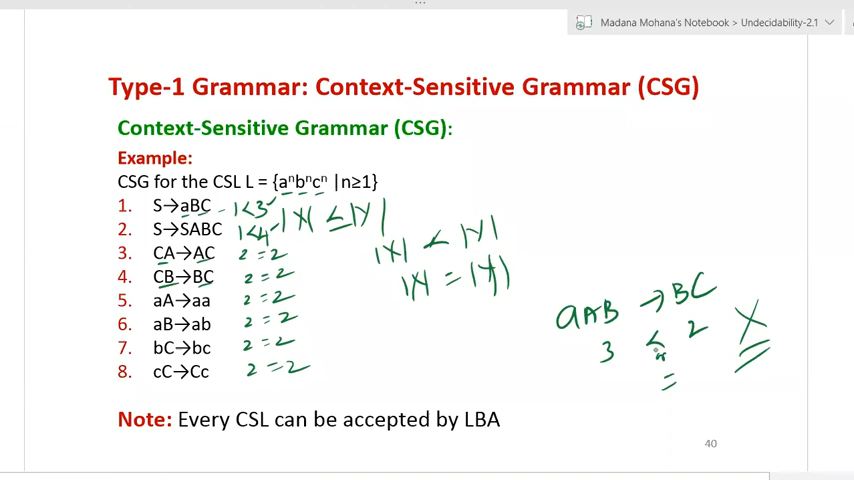 Madana Mohana's Notebook > Undecidability-2.1
Type-1 Grammar: Context-Sensitive Grammar (CSG)
Context-Sensitive Grammar (CSG):
Example:
CSG for the CSL L = {aⁿbⁿcⁿ |n≥1}
1. S→aBC - 1<3 ✓
2. S→SABC 1<4 ✓ |X| ≤ |Y|
3. CA→AC 2=2
4. CB→BC 2=2
5. aA→aa 2=2
6. aB→ab 2=2
7. bC→bc 2=2
8. cC→Cc 2=2
|X| < |Y|
|X| = |Y|
aAB → BC
3 < 2 X
=
Note: Every CSL can be accepted by LBA
40